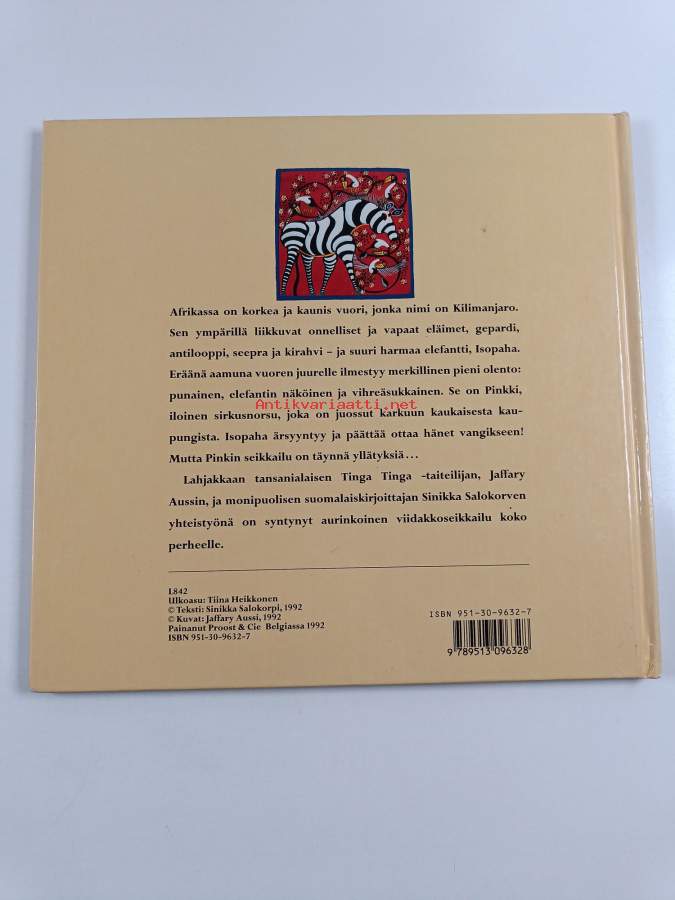 Afrikassa on korkea ja kaunis vuori, jonka nimi on Kilimanjaro.
Sen ympärillä liikkuvat onnelliset ja vapaat eläimet, gepardi,
antilooppi, seepra ja kirahvi – ja suuri harmaa elefantti, Isopaha.
Eräänä aamuna vuoren juurelle ilmestyy merkillinen pieni olento:
punainen, elefantin näköinen ja vihreäsukkainen. Se on Pinkki,
Antikvariaatti.net
iloinen sirkusnorsu, joka on juossut karkuun kaukaisesta kau-
pungista. Isopaha ärsyyntyy ja päättää ottaa hänet vangikseen!
Mutta Pinkin seikkailu on täynnä yllätyksiä...
Lahjakkaan tansanialaisen Tinga Tinga -taiteilijan, Jaffary
Aussin, ja monipuolisen suomalaiskirjoittajan Sinikka Salokorven
yhteistyönä on syntynyt aurinkoinen viidakkoseikkailu koko
perheelle.
L842
Ulkoasu: Tiina Heikkonen
© Teksti: Sinikka Salokorpi, 1992
© Kuvat: Jaffary Aussi, 1992
Painanut Proost & Cie Belgiassa 1992
ISBN 951-30-9632-7
ISBN 951-30-9632-7
9 789513 096328